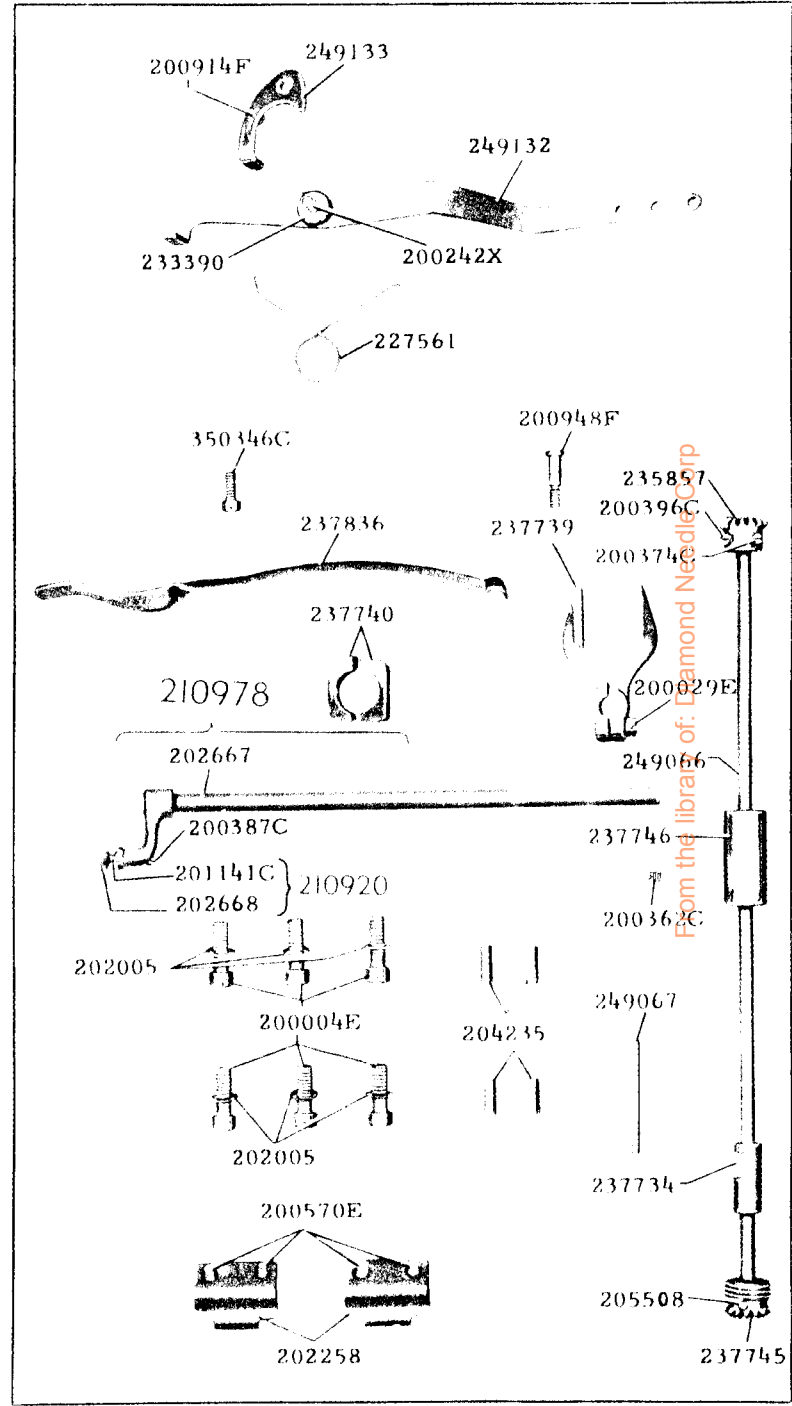 249133
200914F
249132
233390
200242X
227561
200948F
350346C
235857
200396C
237739
237836
200374C
237740
210978
200029E
202667
249066
200387C
237746
201141C
210920
202668
200362C
202005
249067
200004E
204235
202005
237734
200570E
205508
202258
237745
From the library of: Diamond Needle Corp